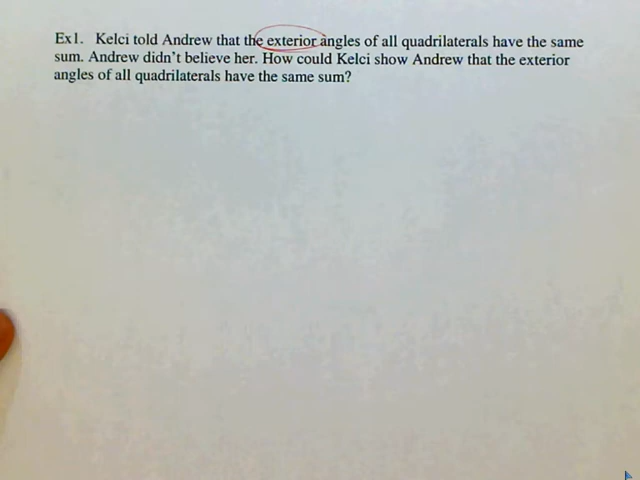 Ex1. Kelci told Andrew that the exterior angles of all quadrilaterals have the same
sum. Andrew didn't believe her. How could Kelci show Andrew that the exterior
angles of all quadrilaterals have the same sum?